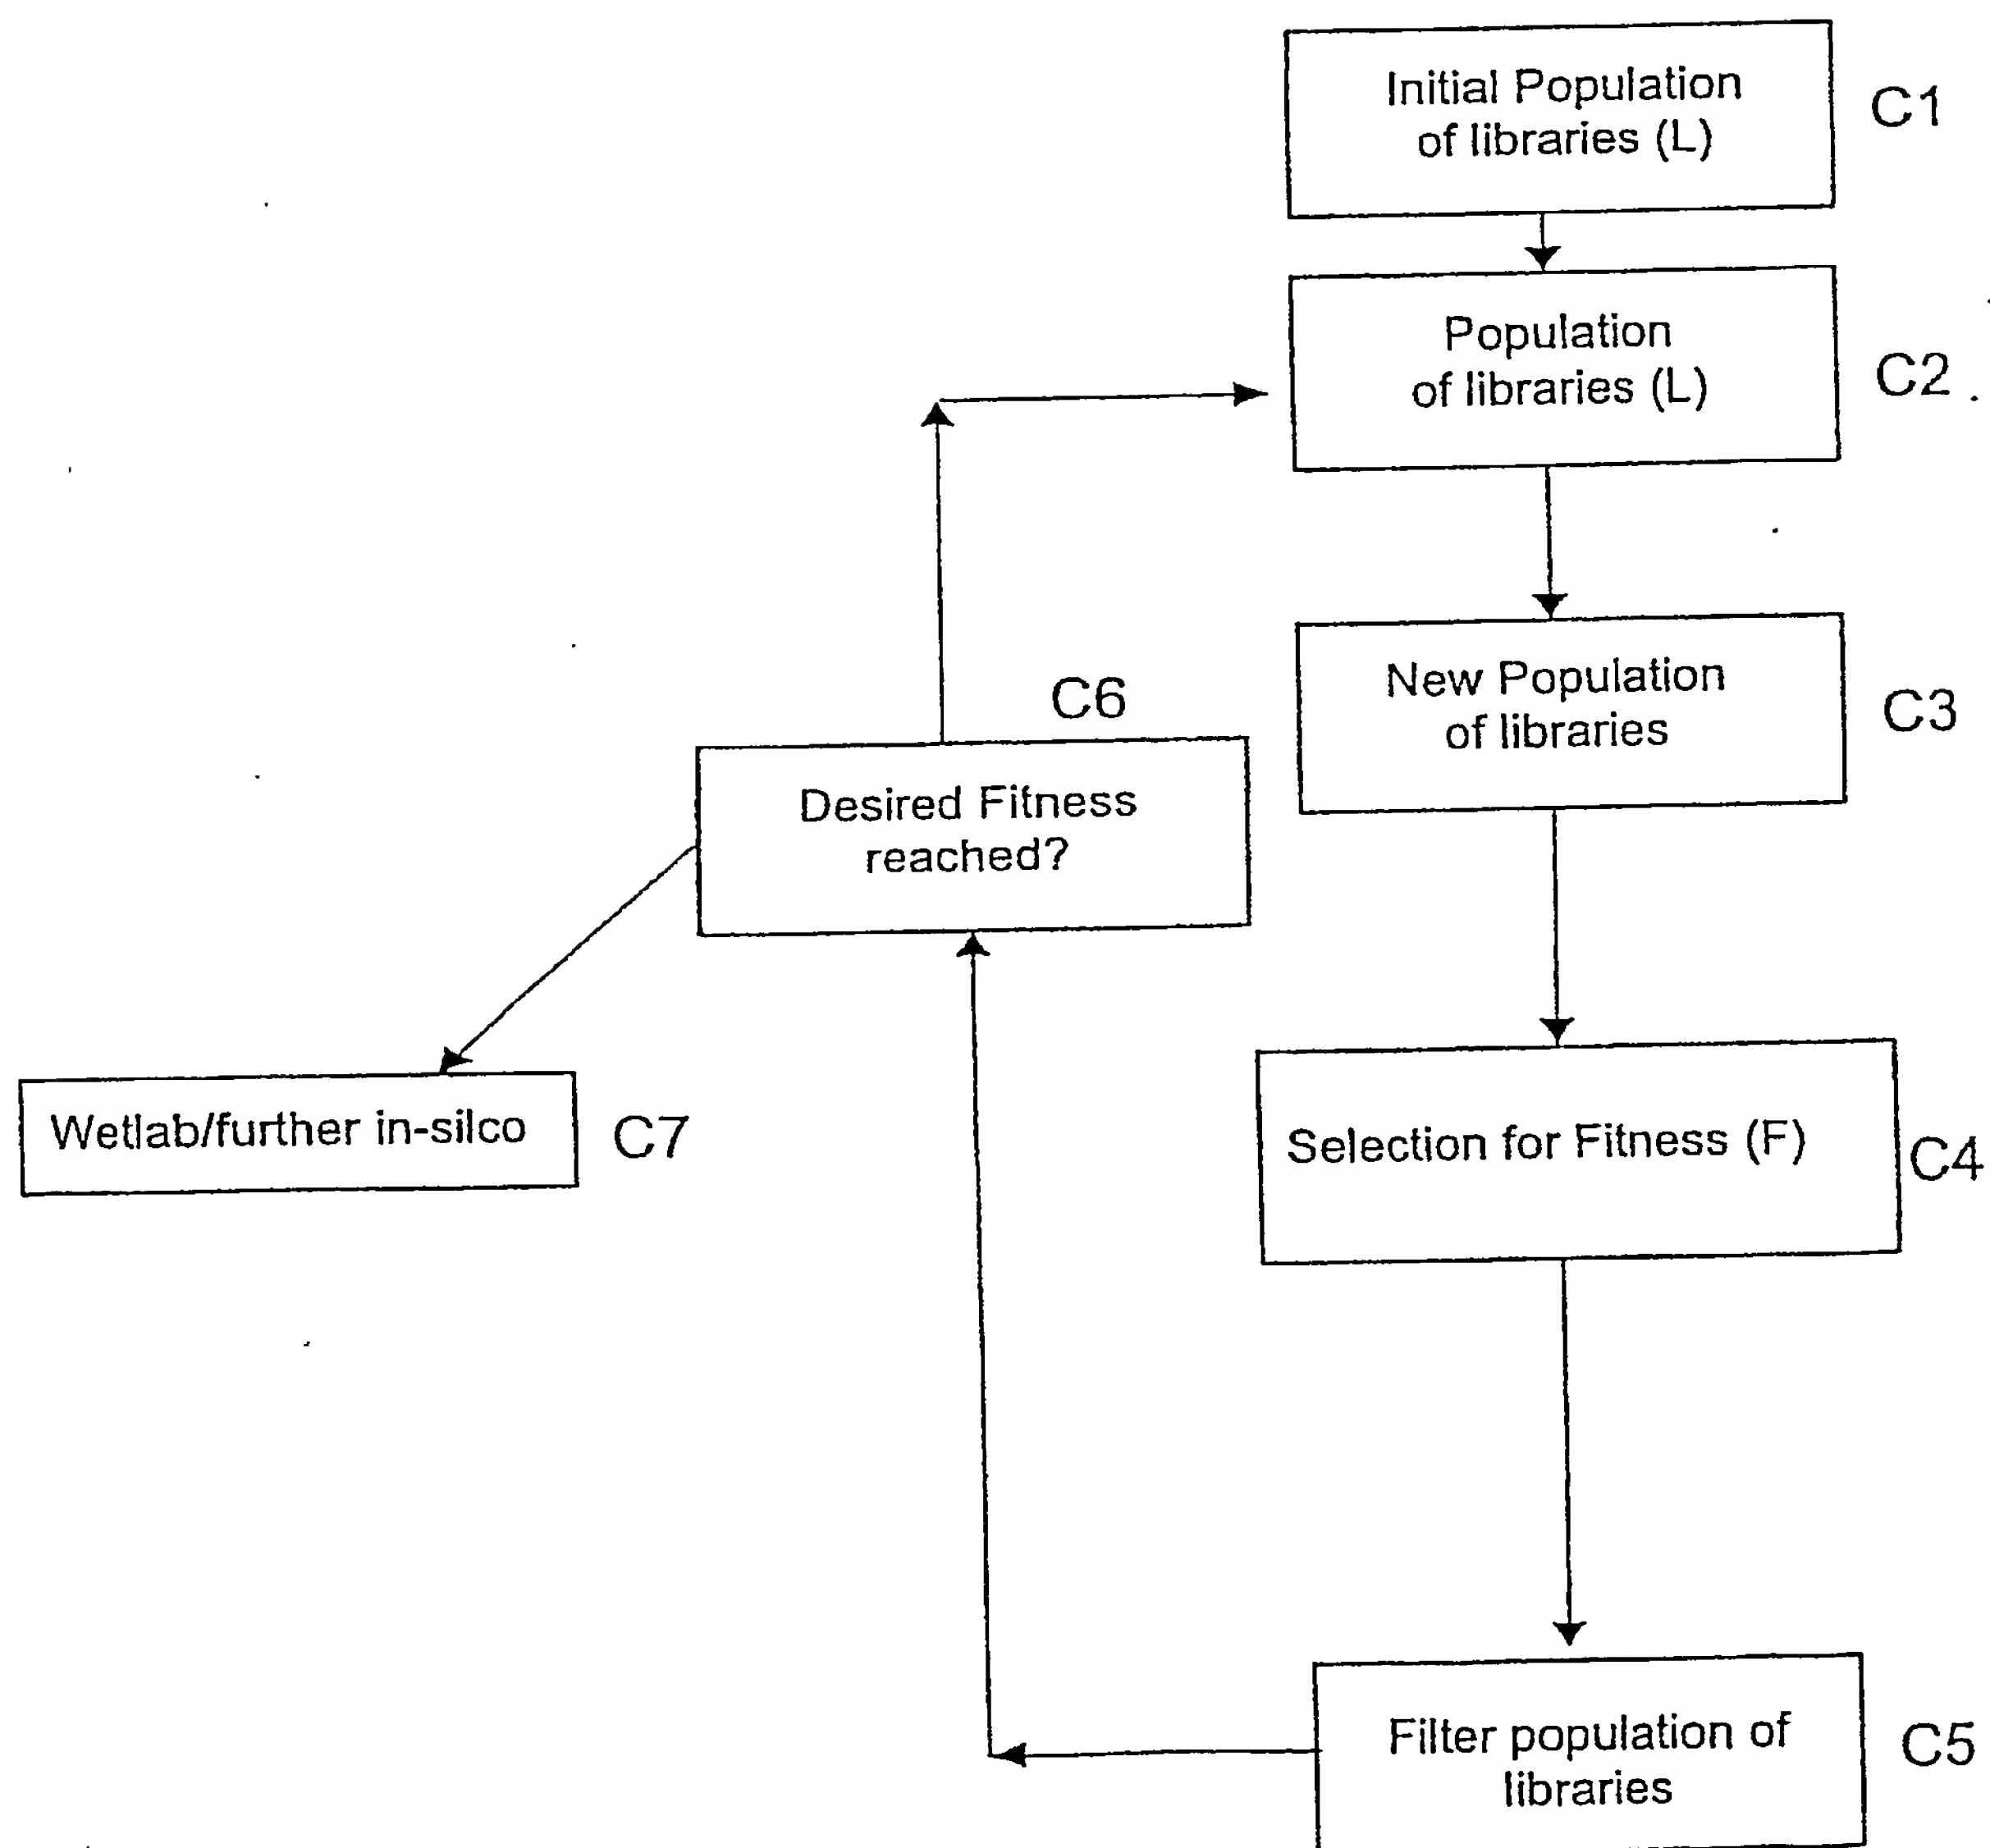 Initial Population
of libraries (L)
C1
Population
of libraries (L)
C2
New Population
of libraries
C3
C6
Desired Fitness
reached?
Wetlab/further in-silco
C7
Selection for Fitness (F)
C4
Filter population of
libraries
C5